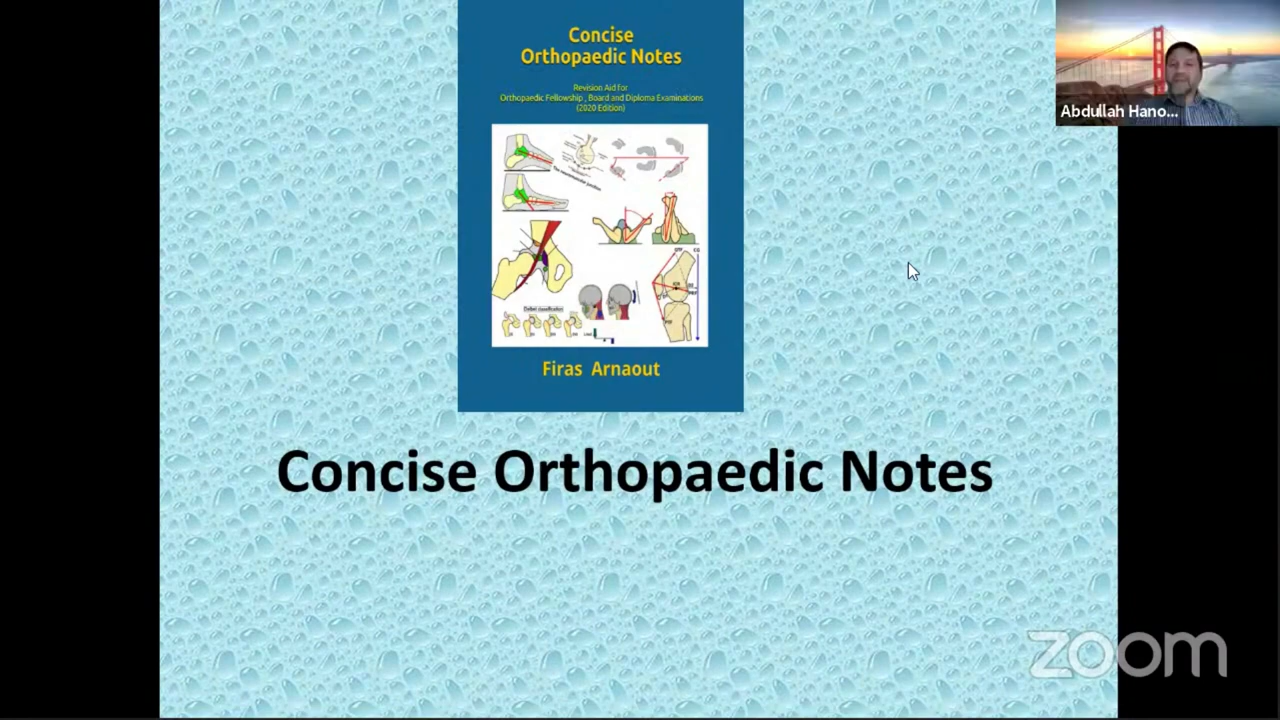 Concise
Orthopaedic Notes
Revision Aid for
Orthopaedic Fellowship , Board and Diploma Examinations
(2020 Edition)
Firas Arnaout
Concise Orthopaedic Notes
Abdullah Hano...
zoom